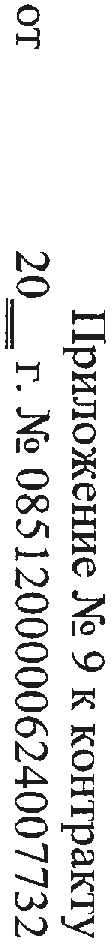 Приложение № 9 к контракту
от 20__ г. № 0851200000624007732